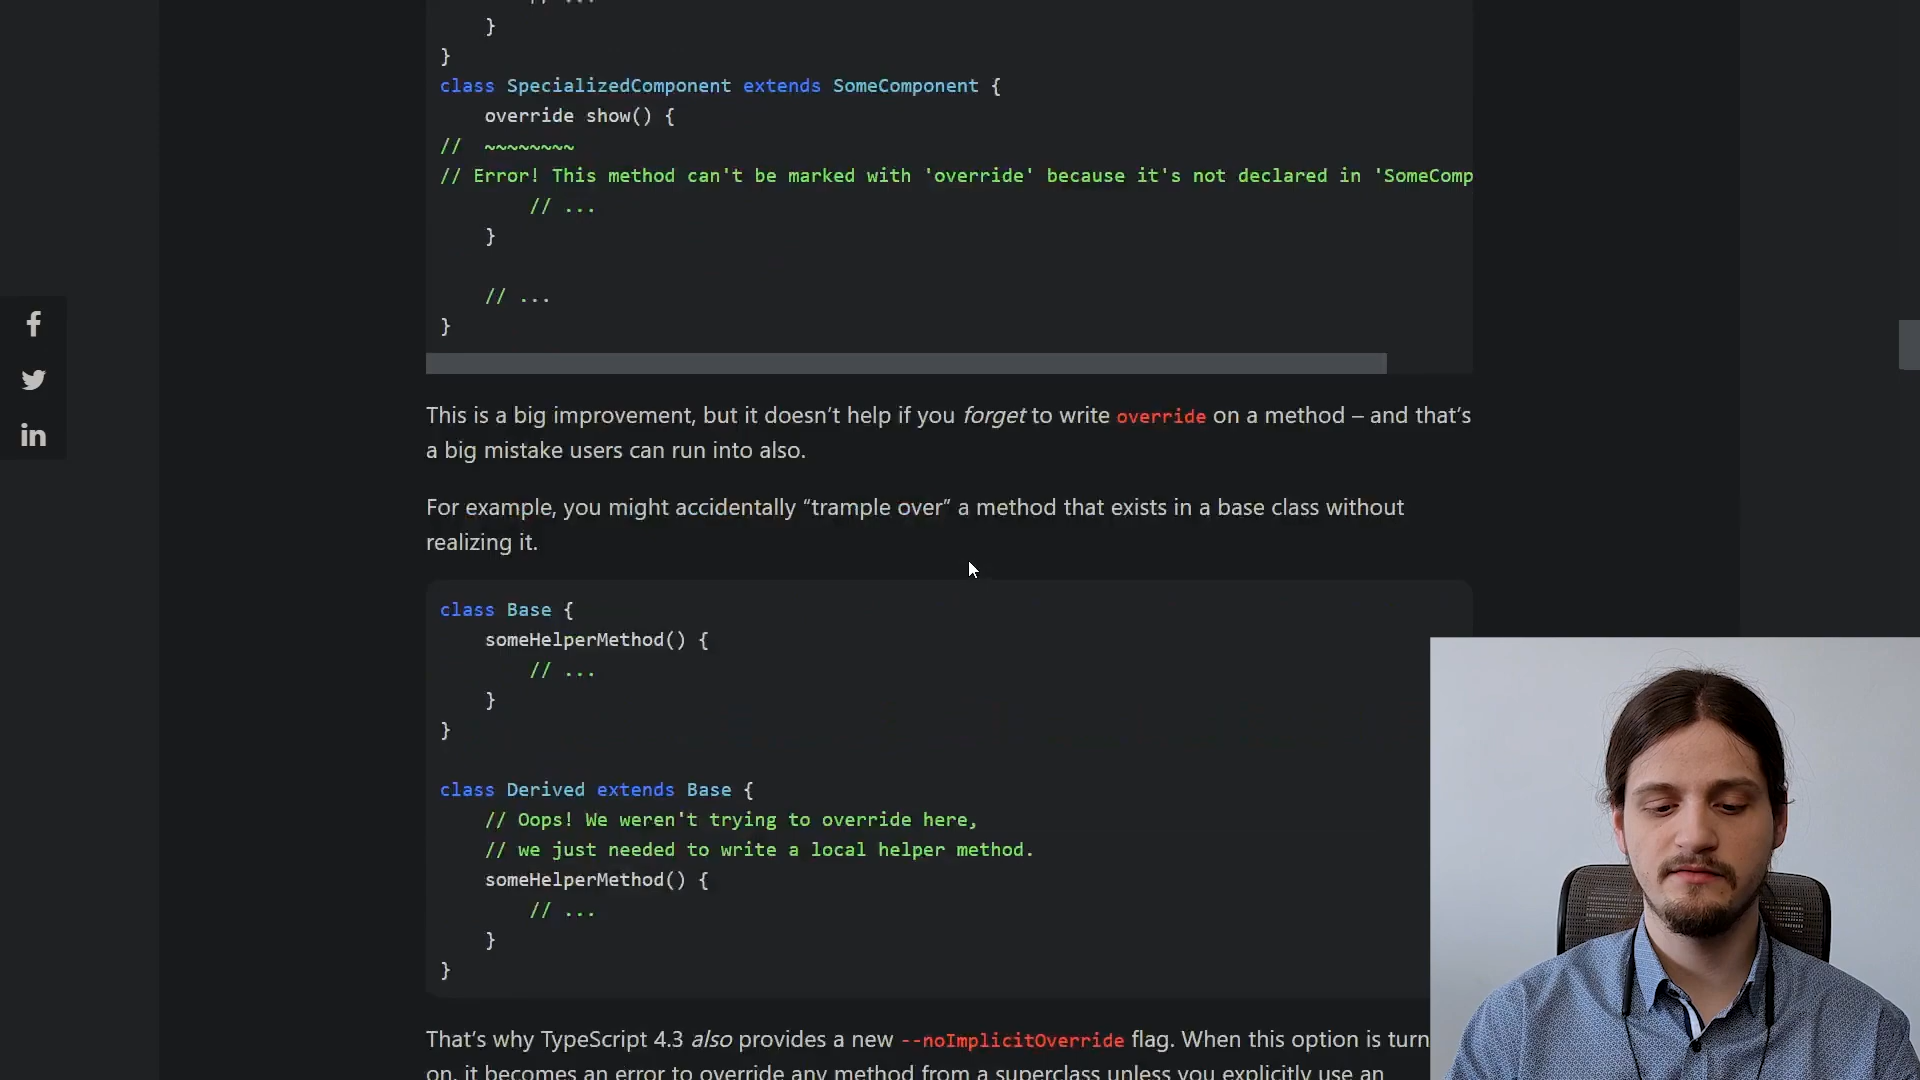 }
}
class SpecializedComponent extends SomeComponent {
override show() {
// ~~~~~~~~
// Error! This method can't be marked with 'override' because it's not declared in 'SomeComp
// ...
}
// ...
}
This is a big improvement, but it doesn’t help if you forget to write override on a method – and that’s
a big mistake users can run into also.
For example, you might accidentally “trample over” a method that exists in a base class without
realizing it.
class Base {
someHelperMethod() {
// ...
}
}
class Derived extends Base {
// Oops! We weren't trying to override here,
// we just needed to write a local helper method.
someHelperMethod() {
// ...
}
}
That’s why TypeScript 4.3 also provides a new --noImplicitOverride flag. When this option is turn
on, it becomes an error to override any method from a superclass unless you explicitly use an